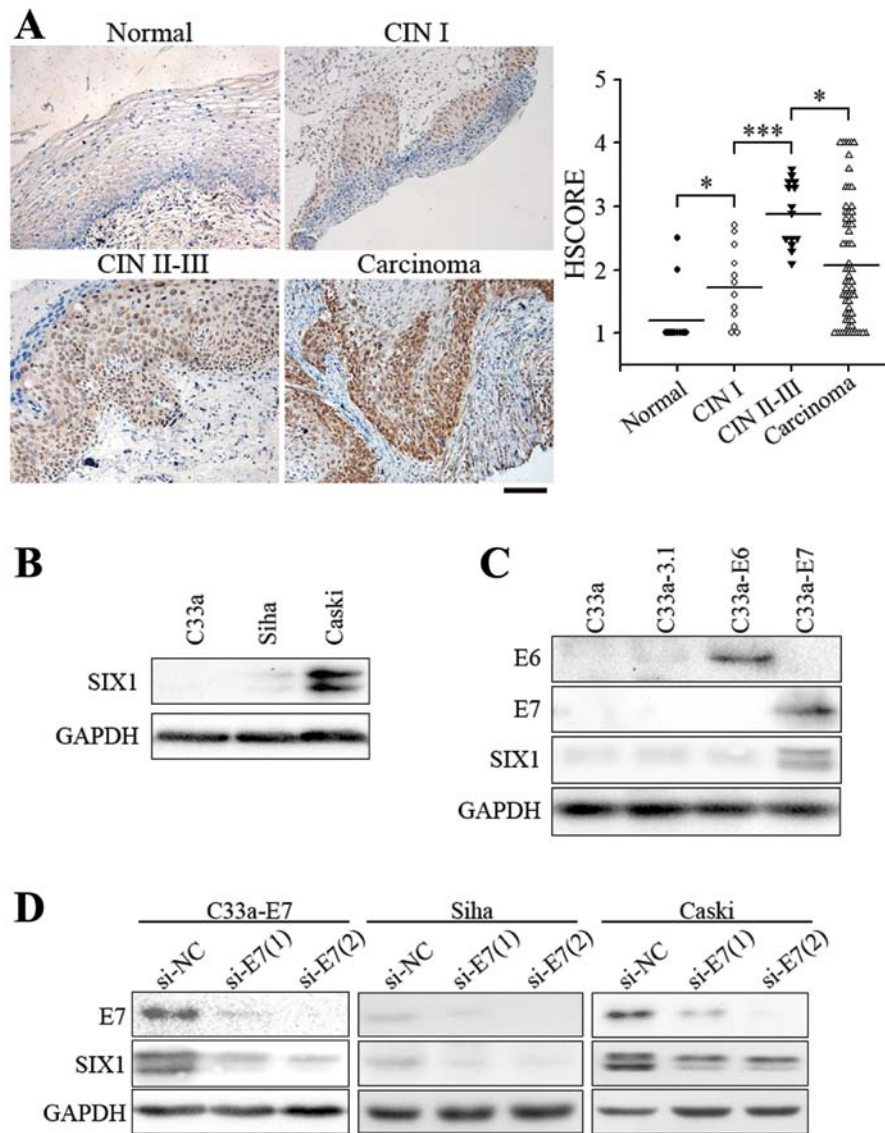 A
Normal
CIN I
CIN II-III
Carcinoma
HSCORE
5
4
3
2
1
*
***
*
Normal
CIN I
CIN II-III
Carcinoma
B
C33a
Siha
Caski
SIX1
GAPDH
C
C33a
C33a-3.1
C33a-E6
C33a-E7
E6
E7
SIX1
GAPDH
D
C33a-E7
Siha
Caski
si-NC
si-E7(1)
si-E7(2)
si-NC
si-E7(1)
si-E7(2)
si-NC
si-E7(1)
si-E7(2)
E7
SIX1
GAPDH